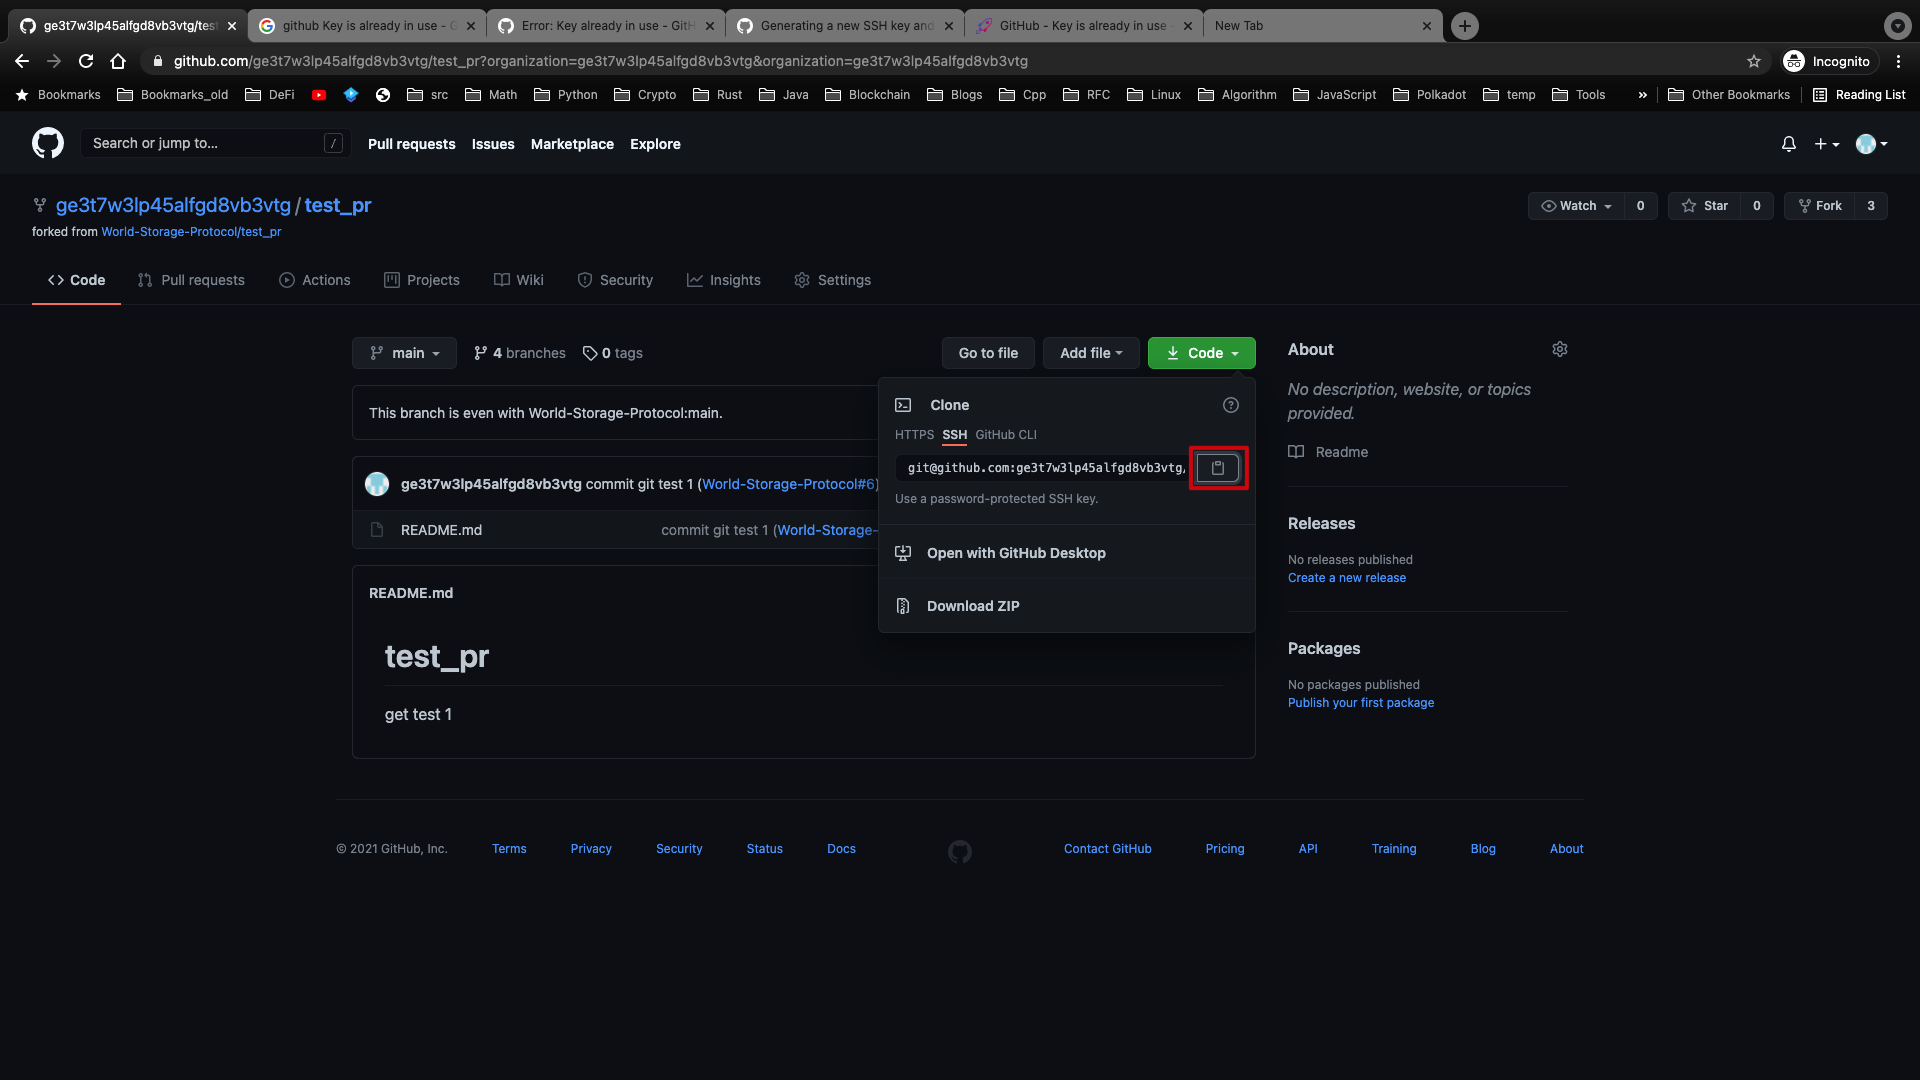 ge3t7w3lp45alfgd8vb3vtg/test
github Key is already in use - G
Error: Key already in use - GitH
Generating a new SSH key and
GitHub - Key is already in use -
New Tab
github.com/ge3t7w3lp45alfgd8vb3vtg/test_pr?organization=ge3t7w3lp45alfgd8vb3vtg&organization=ge3t7w3lp45alfgd8vb3vtg
Incognito
Bookmarks Bookmarks_old DeFi src Math Python Crypto Rust Java Blockchain Blogs Cpp RFC Linux Algorithm JavaScript Polkadot temp Tools » Other Bookmarks Reading List
Search or jump to... /
Pull requests Issues Marketplace Explore
ge3t7w3lp45alfgd8vb3vtg / test_pr
Watch 0 Star 0 Fork 3
forked from World-Storage-Protocol/test_pr
Code Pull requests Actions Projects Wiki Security Insights Settings
main 4 branches 0 tags
Go to file Add file Code
This branch is even with World-Storage-Protocol:main.
ge3t7w3lp45alfgd8vb3vtg commit git test 1 (World-Storage-Protocol#6)
README.md commit git test 1 (World-Storage-
Clone
HTTPS SSH GitHub CLI
git@github.com:ge3t7w3lp45alfgd8vb3vtg/
Use a password-protected SSH key.
Open with GitHub Desktop
Download ZIP
README.md
test_pr
get test 1
About
No description, website, or topics
provided.
Readme
Releases
No releases published
Create a new release
Packages
No packages published
Publish your first package
© 2021 GitHub, Inc. Terms Privacy Security Status Docs Contact GitHub Pricing API Training Blog About